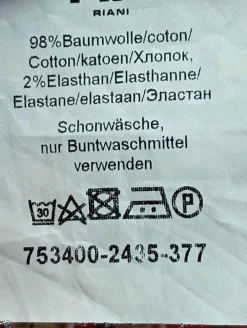 RIANI
98%Baumwolle/coton/
Cotton/katoen/Хлопок,
2%Elasthan/Elasthanne/
Elastane/elastaan/Эластан
Schonwäsche,
nur Buntwaschmittel
verwenden
30 P
753400-2435-377